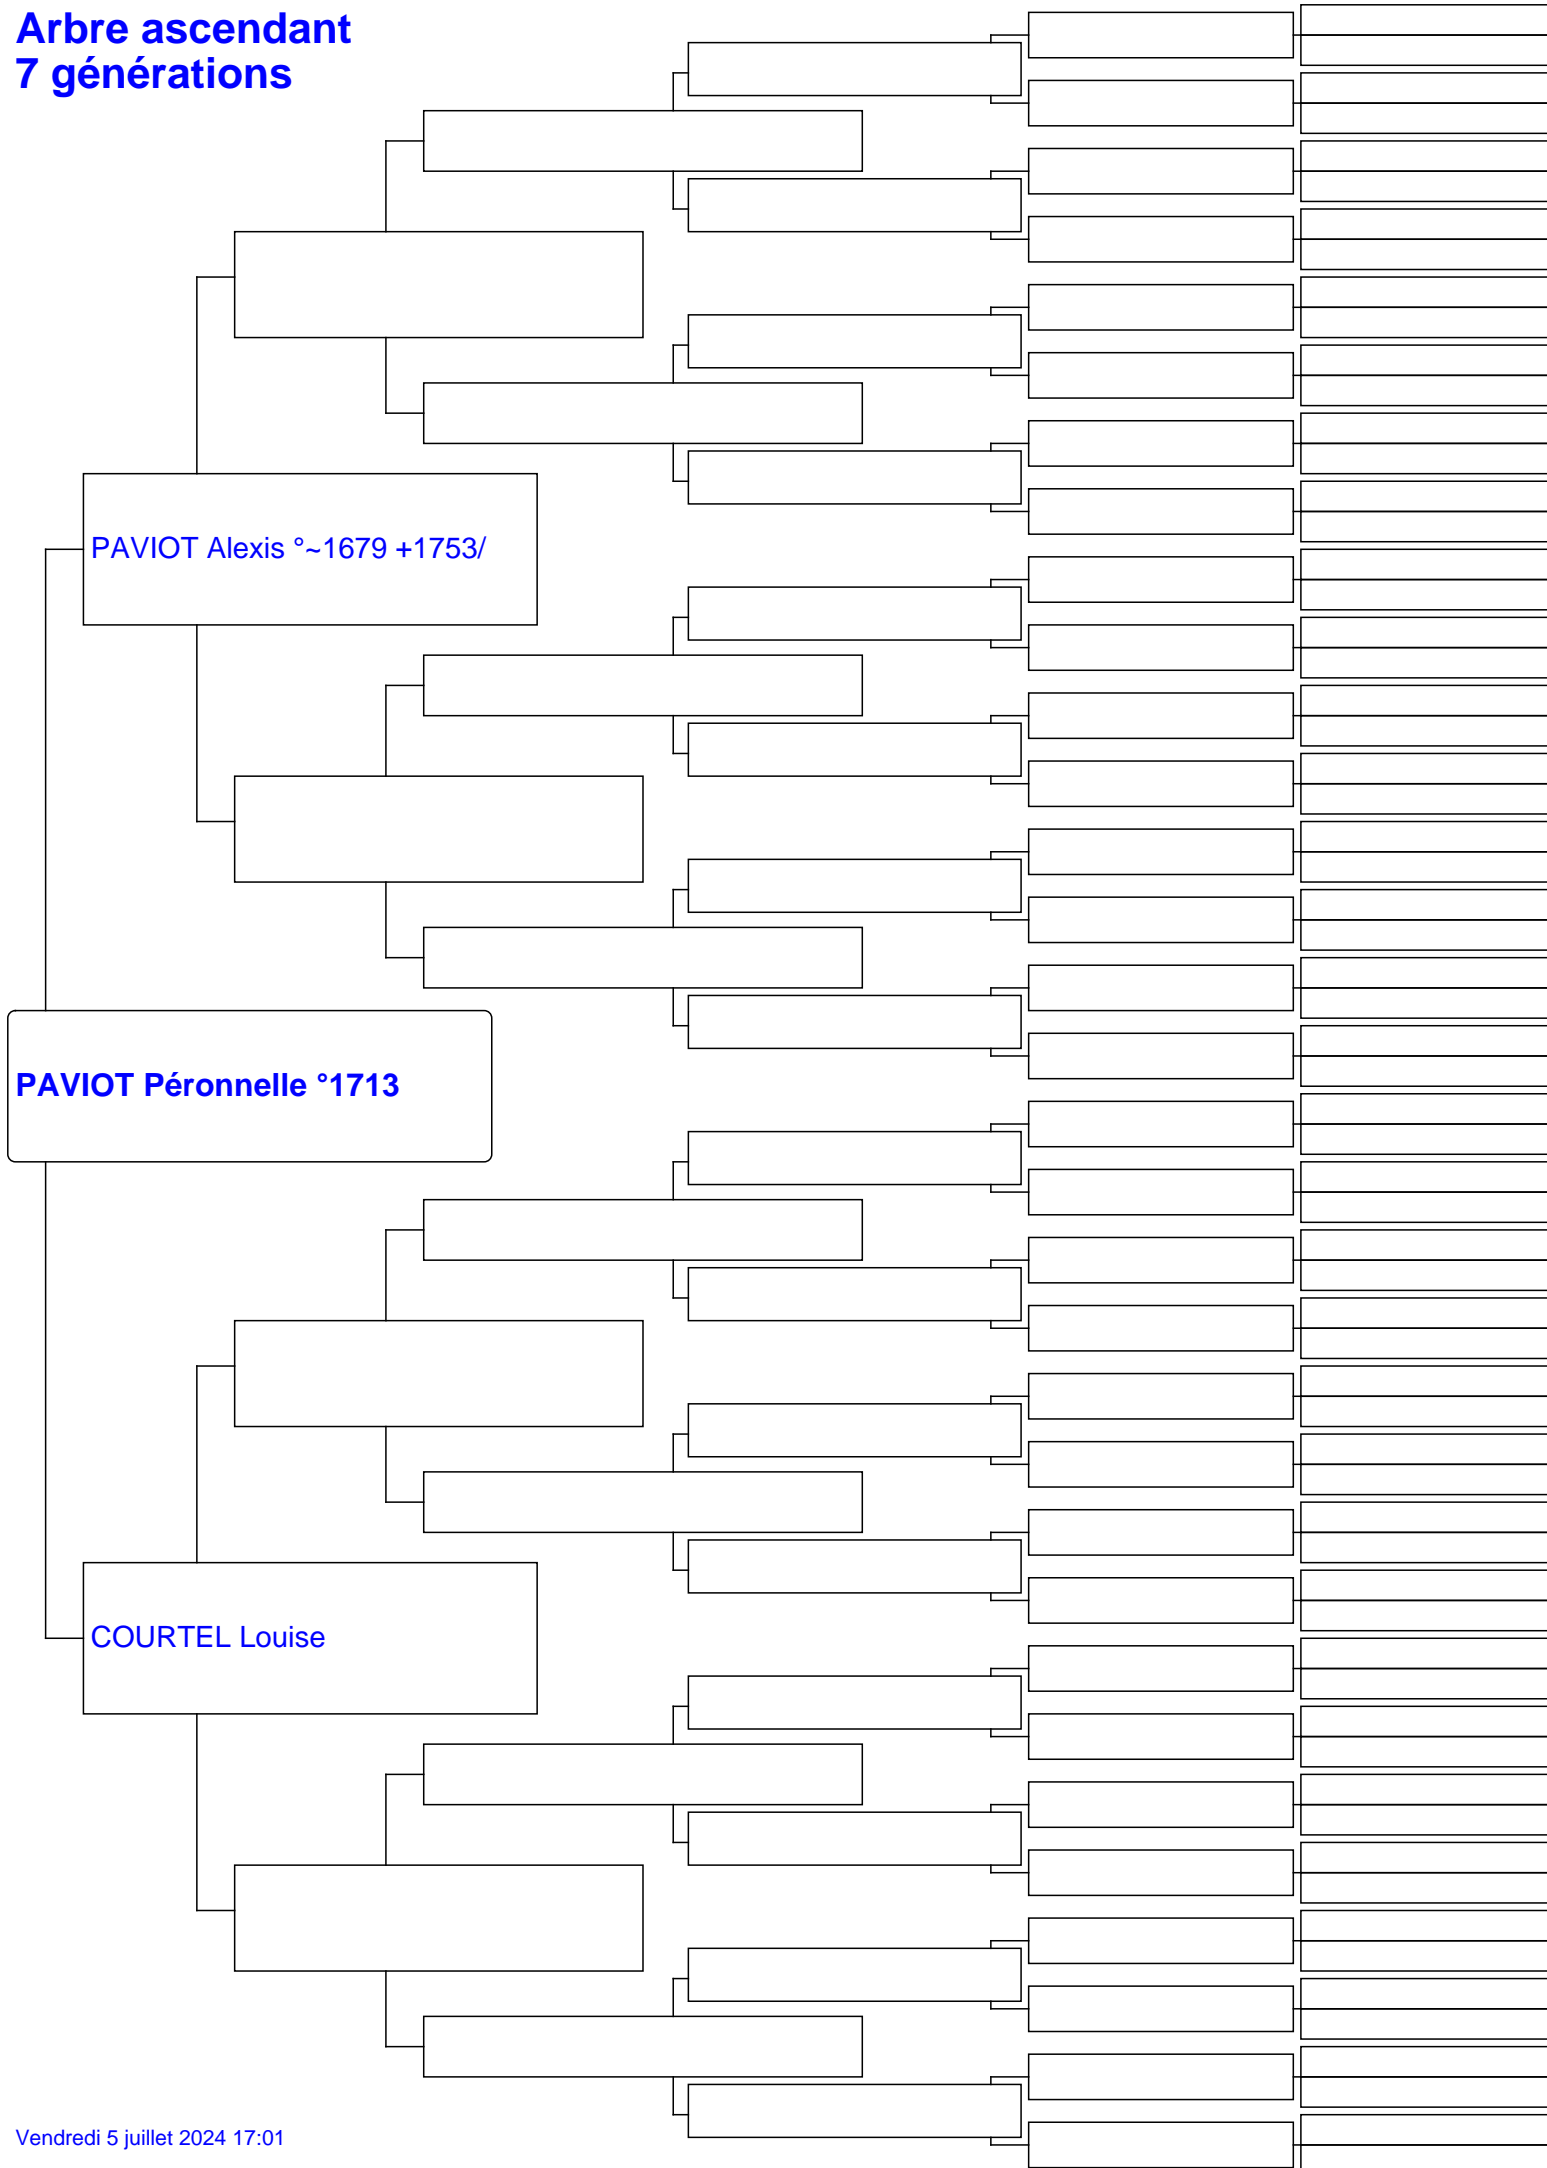 Arbre ascendant
7 générations
PAVIOT Alexis °~1679 +1753/
PAVIOT Péronnelle °1713
COURTEL Louise
Vendredi 5 juillet 2024 17:01